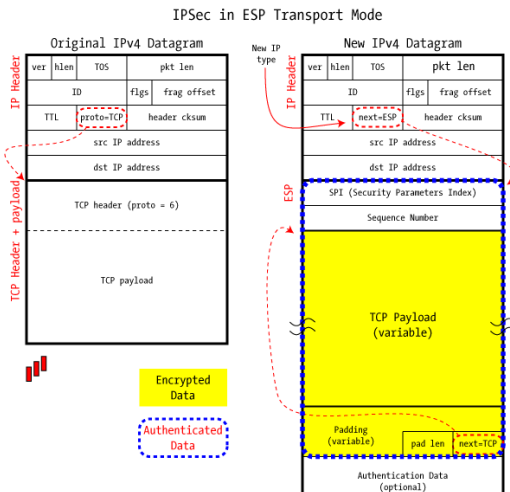 IPSec in ESP Transport Mode
Original IPv4 Datagram
IP Header
ver hlen TOS pkt len
ID flgs frag offset
TTL proto=TCP header cksum
src IP address
dst IP address
TCP Header + payload
TCP header (proto = 6)
TCP payload
Encrypted
Data
Authenticated
Data
New IPv4 Datagram
New IP
type
IP Header
ver hlen TOS pkt len
ID flgs frag offset
TTL next=ESP header cksum
src IP address
dst IP address
ESP
SPI (Security Parameters Index)
Sequence Number
TCP Payload
(variable)
Padding
(variable)
pad len next=TCP
Authentication Data
(optional)